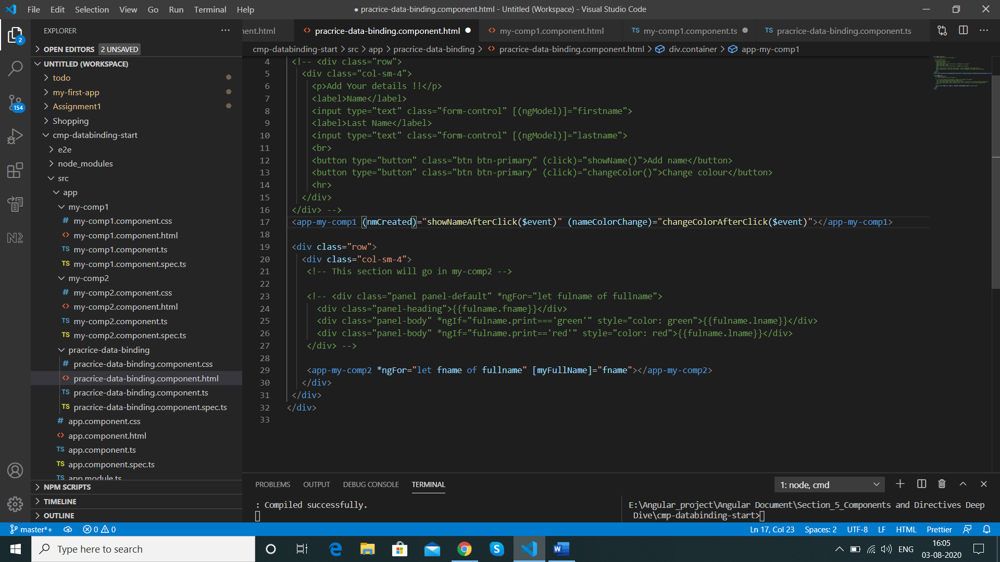 File Edit Selection View Go Run Terminal Help
● pracrice-data-binding.component.html - Untitled (Workspace) - Visual Studio Code
EXPLORER
nent.html
pracrice-data-binding.component.html
my-comp1.component.html
TS my-comp1.component.ts
TS pracrice-data-binding.component.ts
cmp-databinding-start > src > app > pracrice-data-binding > pracrice-data-binding.component.html > div.container > app-my-comp1
2
154
OPEN EDITORS 2 UNSAVED
UNTITLED (WORKSPACE)
todo
my-first-app
Assignment1
Shopping
cmp-databinding-start
e2e
node_modules
src
app
my-comp1
# my-comp1.component.css
<> my-comp1.component.html
TS my-comp1.component.ts
TS my-comp1.component.spec.ts
my-comp2
# my-comp2.component.css
<> my-comp2.component.html
TS my-comp2.component.ts
TS my-comp2.component.spec.ts
pracrice-data-binding
# pracrice-data-binding.component.css
<> pracrice-data-binding.component.html
TS pracrice-data-binding.component.ts
TS pracrice-data-binding.component.spec.ts
# app.component.css
<> app.component.html
TS app.component.ts
TS app.component.spec.ts
TS app.module.ts
NPM SCRIPTS
TIMELINE
OUTLINE
4 <!-- <div class="row">
5 <div class="col-sm-4">
6 <p>Add Your details !!</p>
7 <label>Name</label>
8 <input type="text" class="form-control" [(ngModel)]="firstname">
9 <label>Last Name</label>
10 <input type="text" class="form-control" [(ngModel)]="lastname">
11 <br>
12 <button type="button" class="btn btn-primary" (click)="showName()">Add name</button>
13 <button type="button" class="btn btn-primary" (click)="changeColor()">Change colour</button>
14 <hr>
15 </div>
16 </div> -->
17 <app-my-comp1 (nmCreated)="showNameAfterClick($event)" (nameColorChange)="changeColorAfterClick($event)"></app-my-comp1>
18
19 <div class="row">
20 <div class="col-sm-4">
21 <!-- This section will go in my-comp2 -->
22
23 <!-- <div class="panel panel-default" *ngFor="let fulname of fullname">
24 <div class="panel-heading">{{fulname.fname}}</div>
25 <div class="panel-body" *ngIf="fulname.print==='green'" style="color: green">{{fulname.lname}}</div>
26 <div class="panel-body" *ngIf="fulname.print=='red'" style="color: red">{{fulname.lname}}</div>
27 </div> -->
28
29 <app-my-comp2 *ngFor="let fname of fullname" [myFullName]="fname"></app-my-comp2>
30 </div>
31 </div>
32 </div>
33
PROBLEMS OUTPUT DEBUG CONSOLE TERMINAL
1: node, cmd
: Compiled successfully.
E:\Angular_project\Angular Document\Section_5_Components and Directives Deep
Dive\cmp-databinding-start>
master*+ 0 0
Ln 17, Col 23 Spaces: 2 UTF-8 LF HTML Prettier
Type here to search
ENG
16:05
03-08-2020